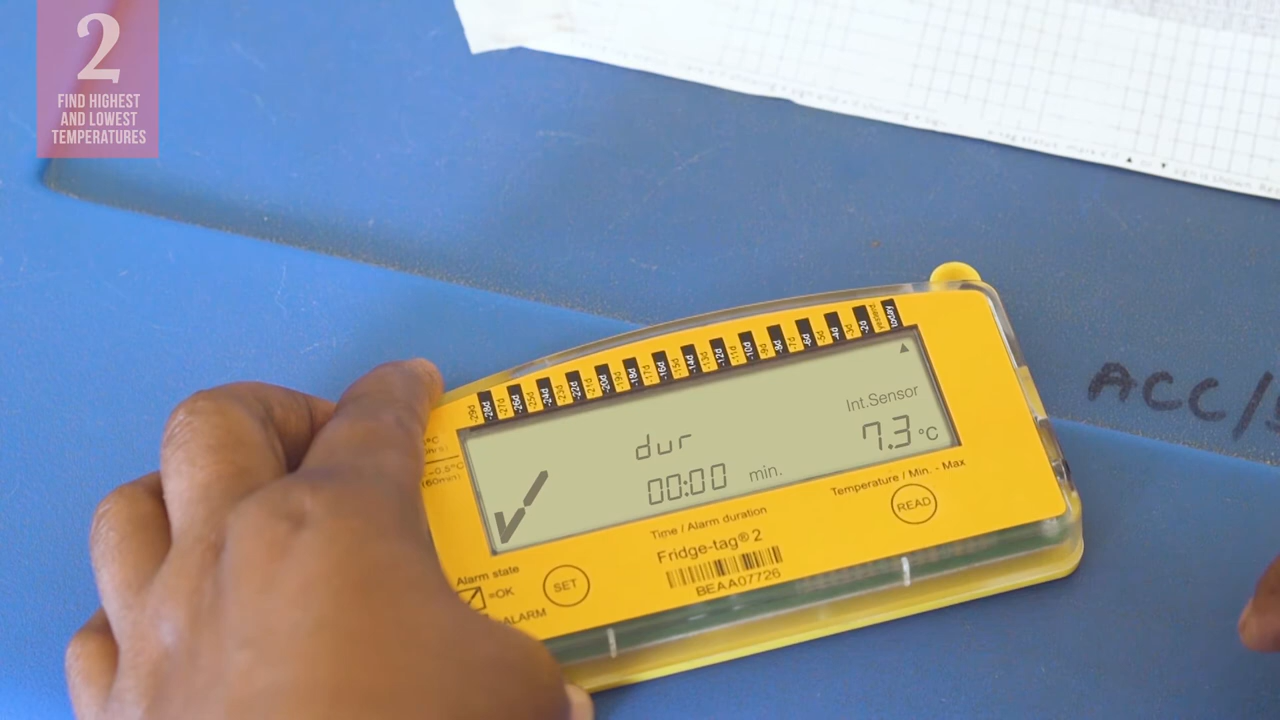 2
FIND HIGHEST
AND LOWEST
TEMPERATURES
-29d -28d -27d -26d -25d -24d -23d -22d -21d -20d -19d -18d -17d -16d -15d -14d -13d -12d -11d -10d -9d -8d -7d -6d -5d -4d -3d -2d today
Int.Sensor
dur
7.3 °C
00:00 min.
Temperature / Min. - Max
READ
Time / Alarm duration
Fridge-tag® 2
BEAA07726
Alarm state
=OK
SET
ALARM
ACC/